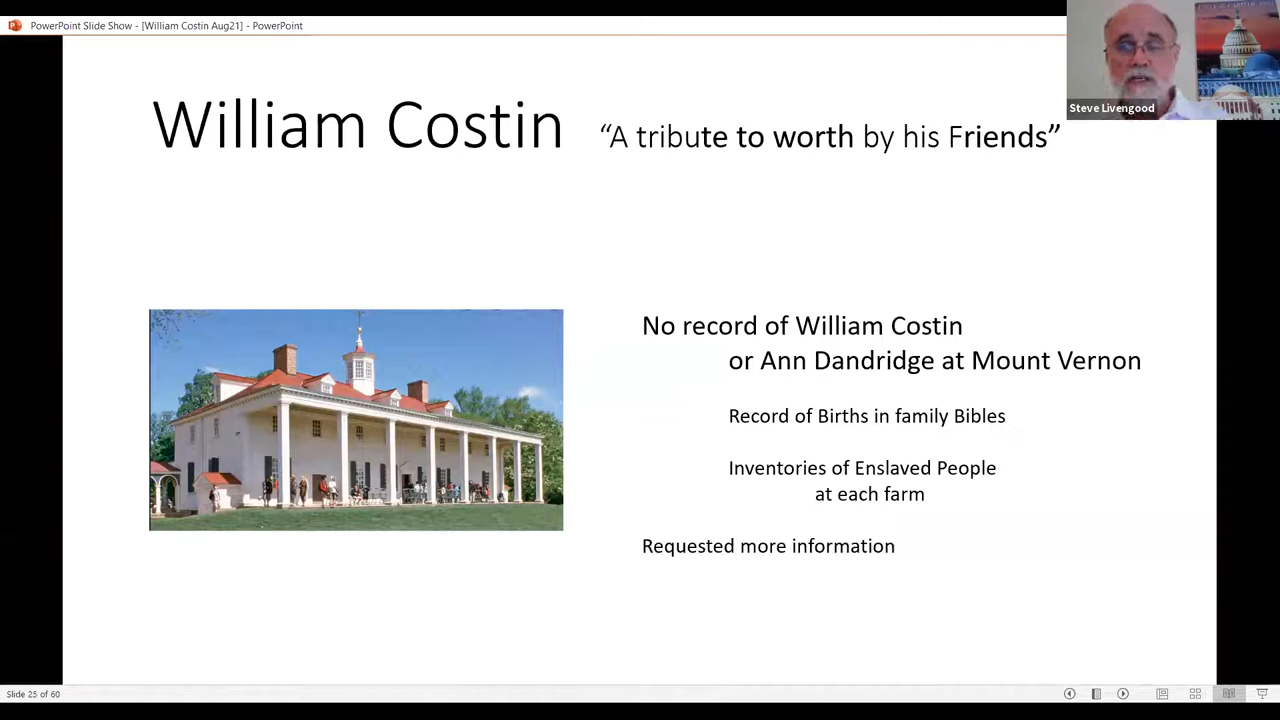 PowerPoint Slide Show - [William Costin Aug21] - PowerPoint
Steve Livengood
William Costin “A tribute to worth by his Friends”
No record of William Costin
or Ann Dandridge at Mount Vernon
Record of Births in family Bibles
Inventories of Enslaved People
at each farm
Requested more information
Slide 25 of 60